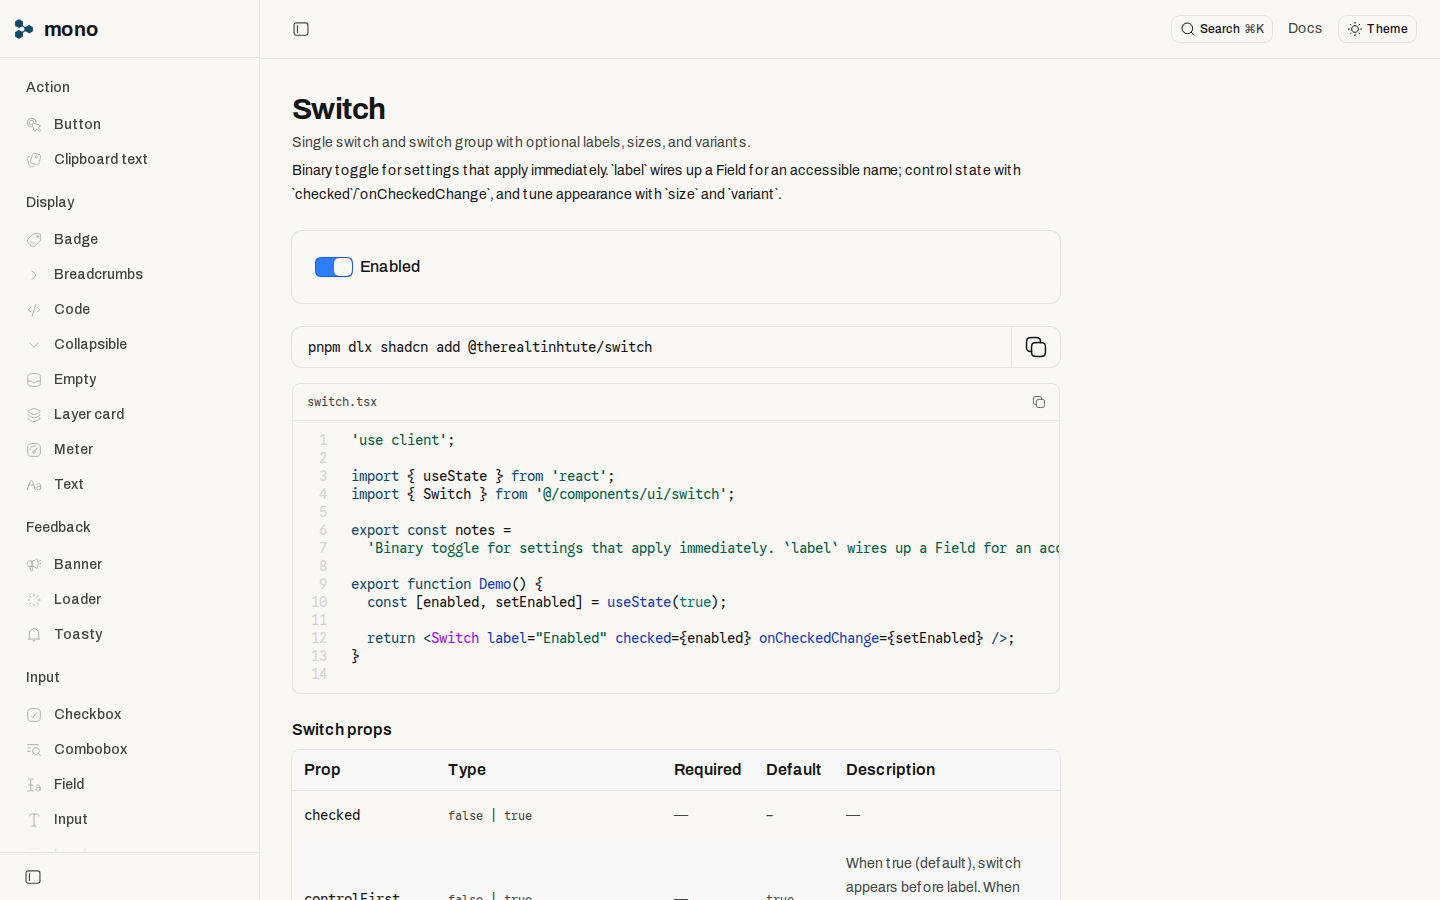 mono
Search ⌘K
Docs
Theme
Action
Button
Clipboard text
Display
Badge
Breadcrumbs
Code
Collapsible
Empty
Layer card
Meter
Text
Feedback
Banner
Loader
Toasty
Input
Checkbox
Combobox
Field
Input
Switch
Single switch and switch group with optional labels, sizes, and variants.
Binary toggle for settings that apply immediately. `label` wires up a Field for an accessible name; control state with
`checked`/`onCheckedChange`, and tune appearance with `size` and `variant`.
Enabled
pnpm dlx shadcn add @therealtinhtute/switch
switch.tsx
1 'use client';
2
3 import { useState } from 'react';
4 import { Switch } from '@/components/ui/switch';
5
6 export const notes =
7 'Binary toggle for settings that apply immediately. `label` wires up a Field for an acc
8
9 export function Demo() {
10 const [enabled, setEnabled] = useState(true);
11
12 return <Switch label="Enabled" checked={enabled} onCheckedChange={setEnabled} />;
13 }
14
Switch props
Prop Type Required Default Description
checked false | true — – —
When true (default), switch
appears before label. When
controlFirst false | true — true